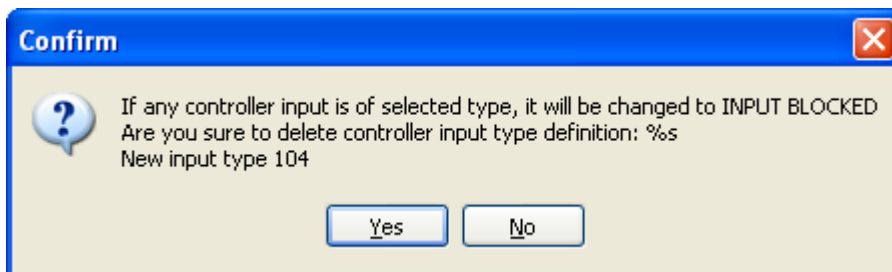 Confirm
If any controller input is of selected type, it will be changed to INPUT BLOCKED
Are you sure to delete controller input type definition: %s
New input type 104
Yes
No